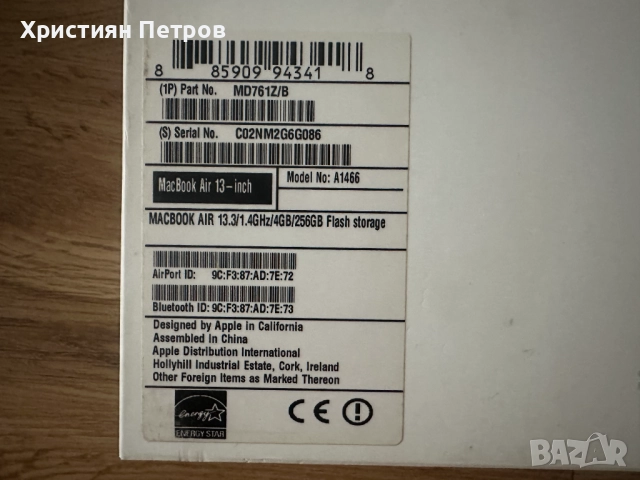 Християн Петров
8 85909 94341 8
(1P) Part No. MD761Z/B
(S) Serial No. C02NM2G6G086
MacBook Air 13-inch
Model No: A1466
MACBOOK AIR 13.3/1.4GHz/4GB/256GB Flash storage
AirPort ID: 9C:F3:87:AD:7E:72
Bluetooth ID: 9C:F3:87:AD:7E:73
Designed by Apple in California
Assembled in China
Apple Distribution International
Hollyhill Industrial Estate, Cork, Ireland
Other Foreign Items as Marked Thereon
energy
ENERGY STAR
CE
BAZAR